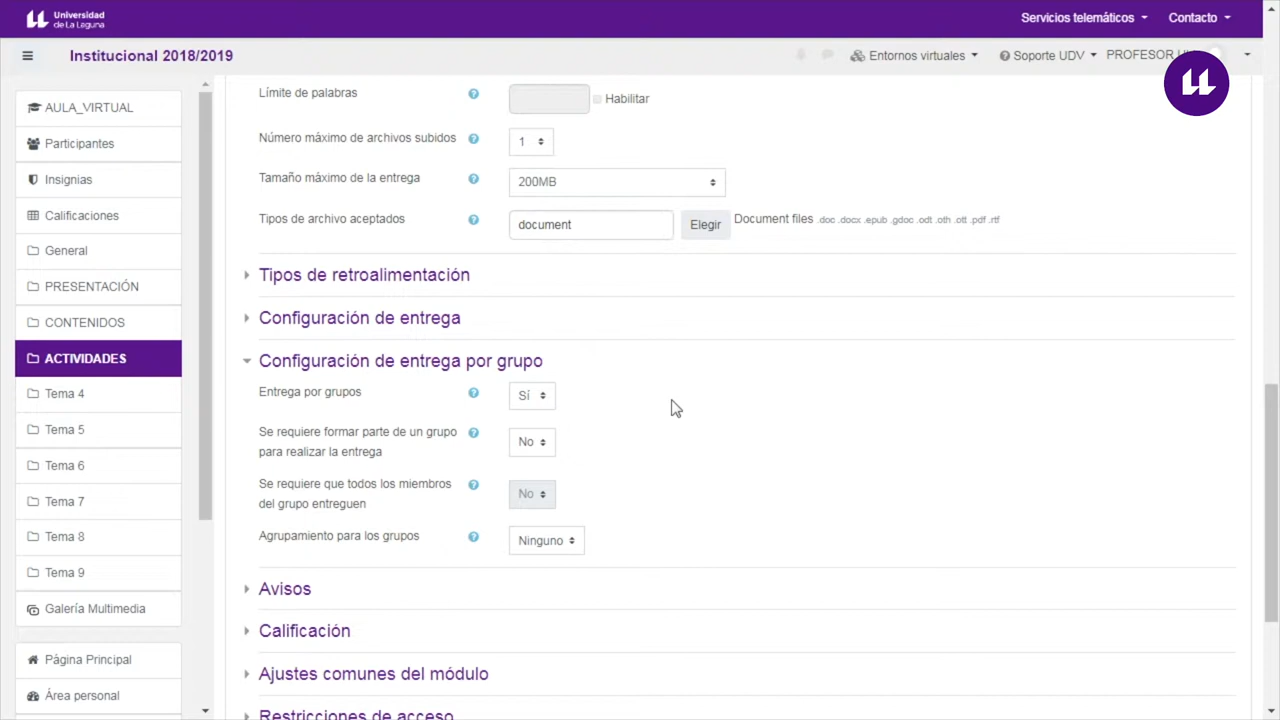 Universidad
de La Laguna
Servicios telemáticos
Contacto
Institucional 2018/2019
Entornos virtuales
Soporte UDV
PROFESOR
AULA_VIRTUAL
Participantes
Insignias
Calificaciones
General
PRESENTACIÓN
CONTENIDOS
ACTIVIDADES
Tema 4
Tema 5
Tema 6
Tema 7
Tema 8
Tema 9
Galería Multimedia
Página Principal
Área personal
Límite de palabras
Habilitar
Número máximo de archivos subidos
1
Tamaño máximo de la entrega
200MB
Tipos de archivo aceptados
document
Elegir
Document files .doc .docx .epub .gdoc .odt .oth .ott .pdf .rtf
Tipos de retroalimentación
Configuración de entrega
Configuración de entrega por grupo
Entrega por grupos
Sí
Se requiere formar parte de un grupo
para realizar la entrega
No
Se requiere que todos los miembros
del grupo entreguen
No
Agrupamiento para los grupos
Ninguno
Avisos
Calificación
Ajustes comunes del módulo
Restricciones de acceso